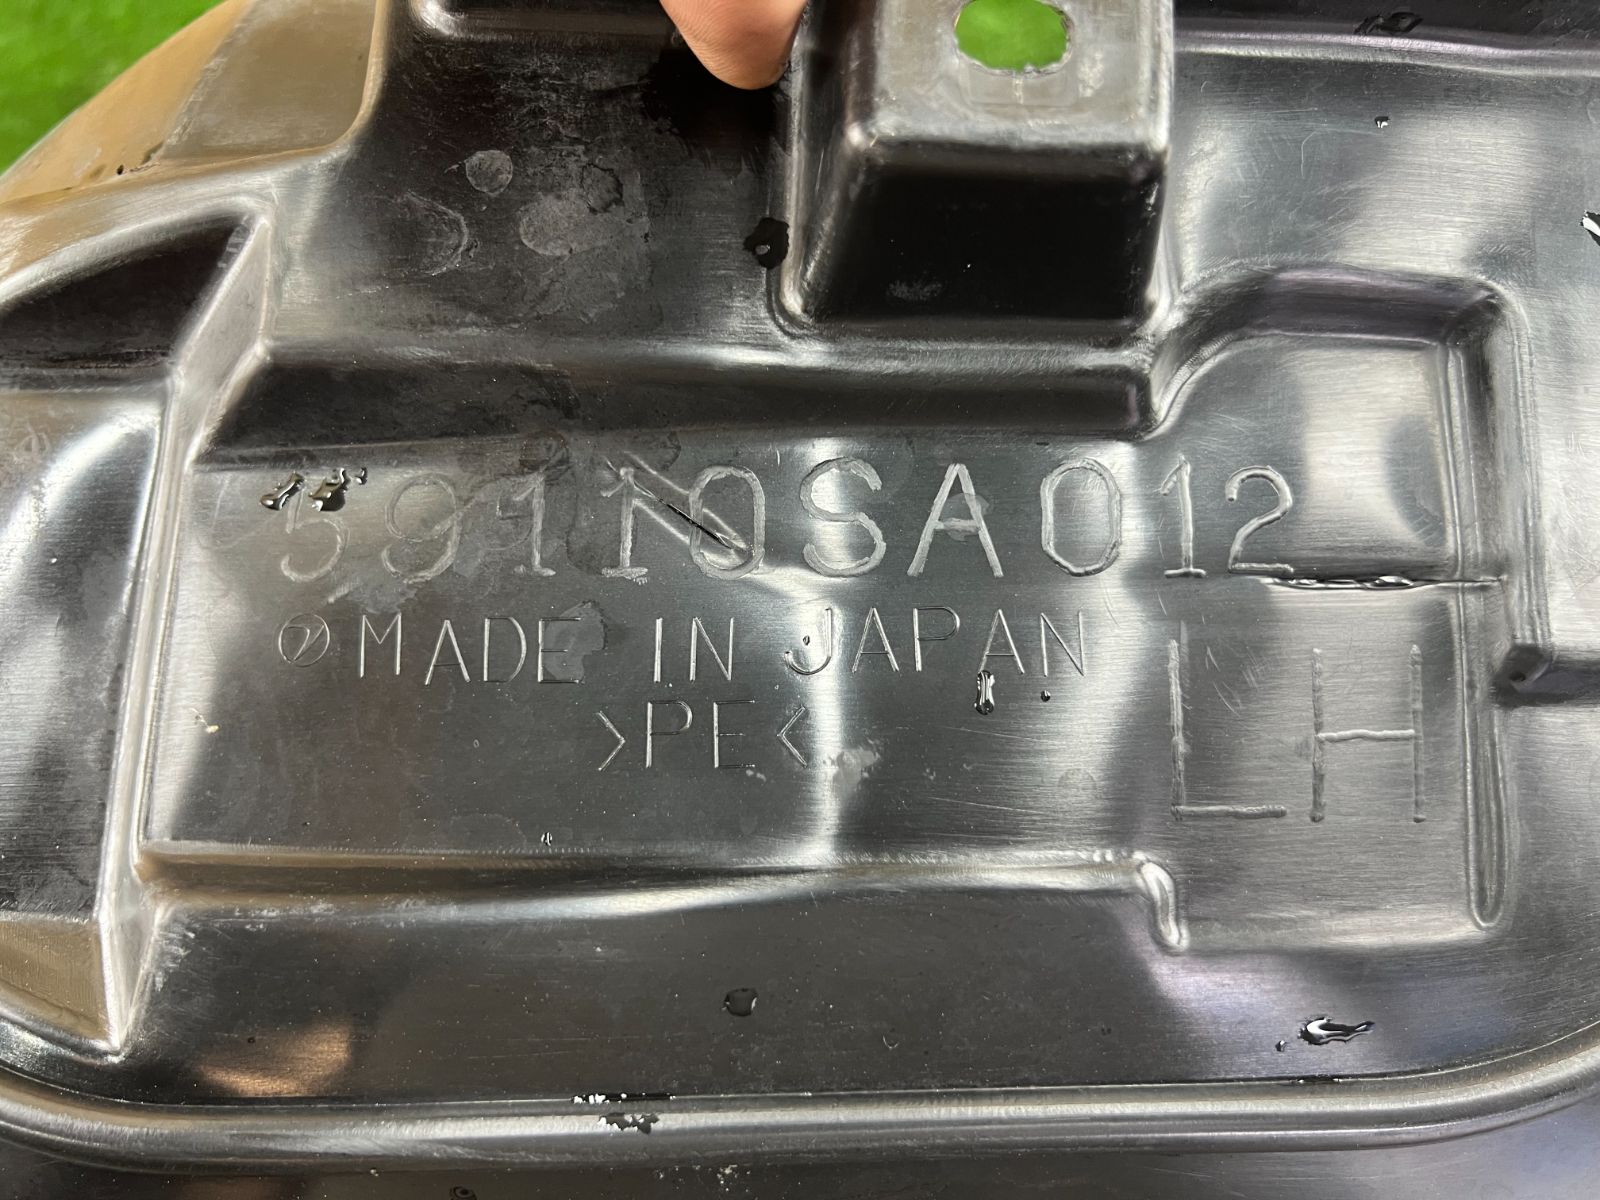 59110SA012
MADE IN JAPAN
>PE<
LH